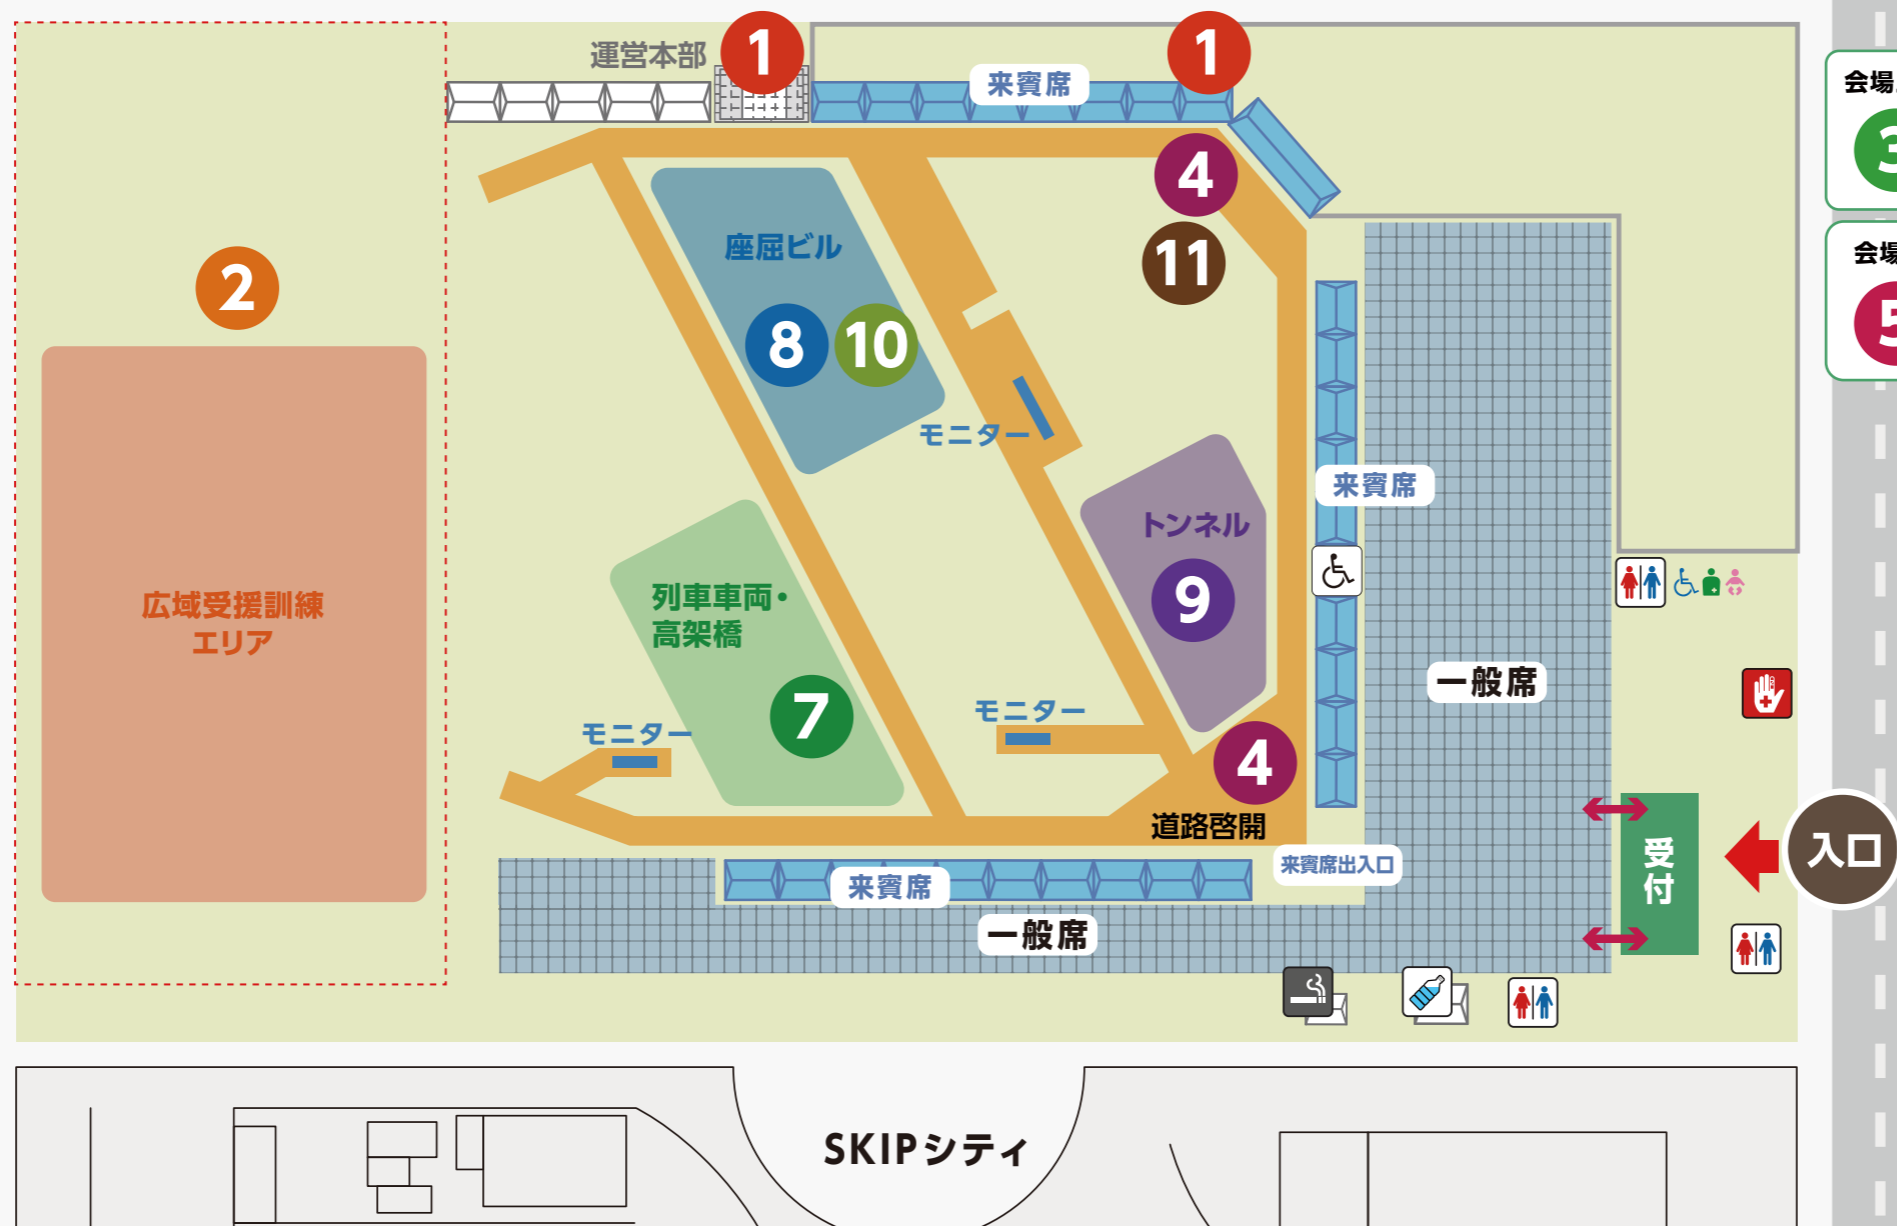 運営本部
1
1
来賓席
会場
3
4
11
座屈ビル
8
10
2
会場
5
モニター
来賓席
トンネル
9
広域受援訓練
エリア
列車車両・
高架橋
7
一般席
モニター
モニター
4
道路啓開
来賓席出入口
受付
入口
来賓席
一般席
SKIPシティ